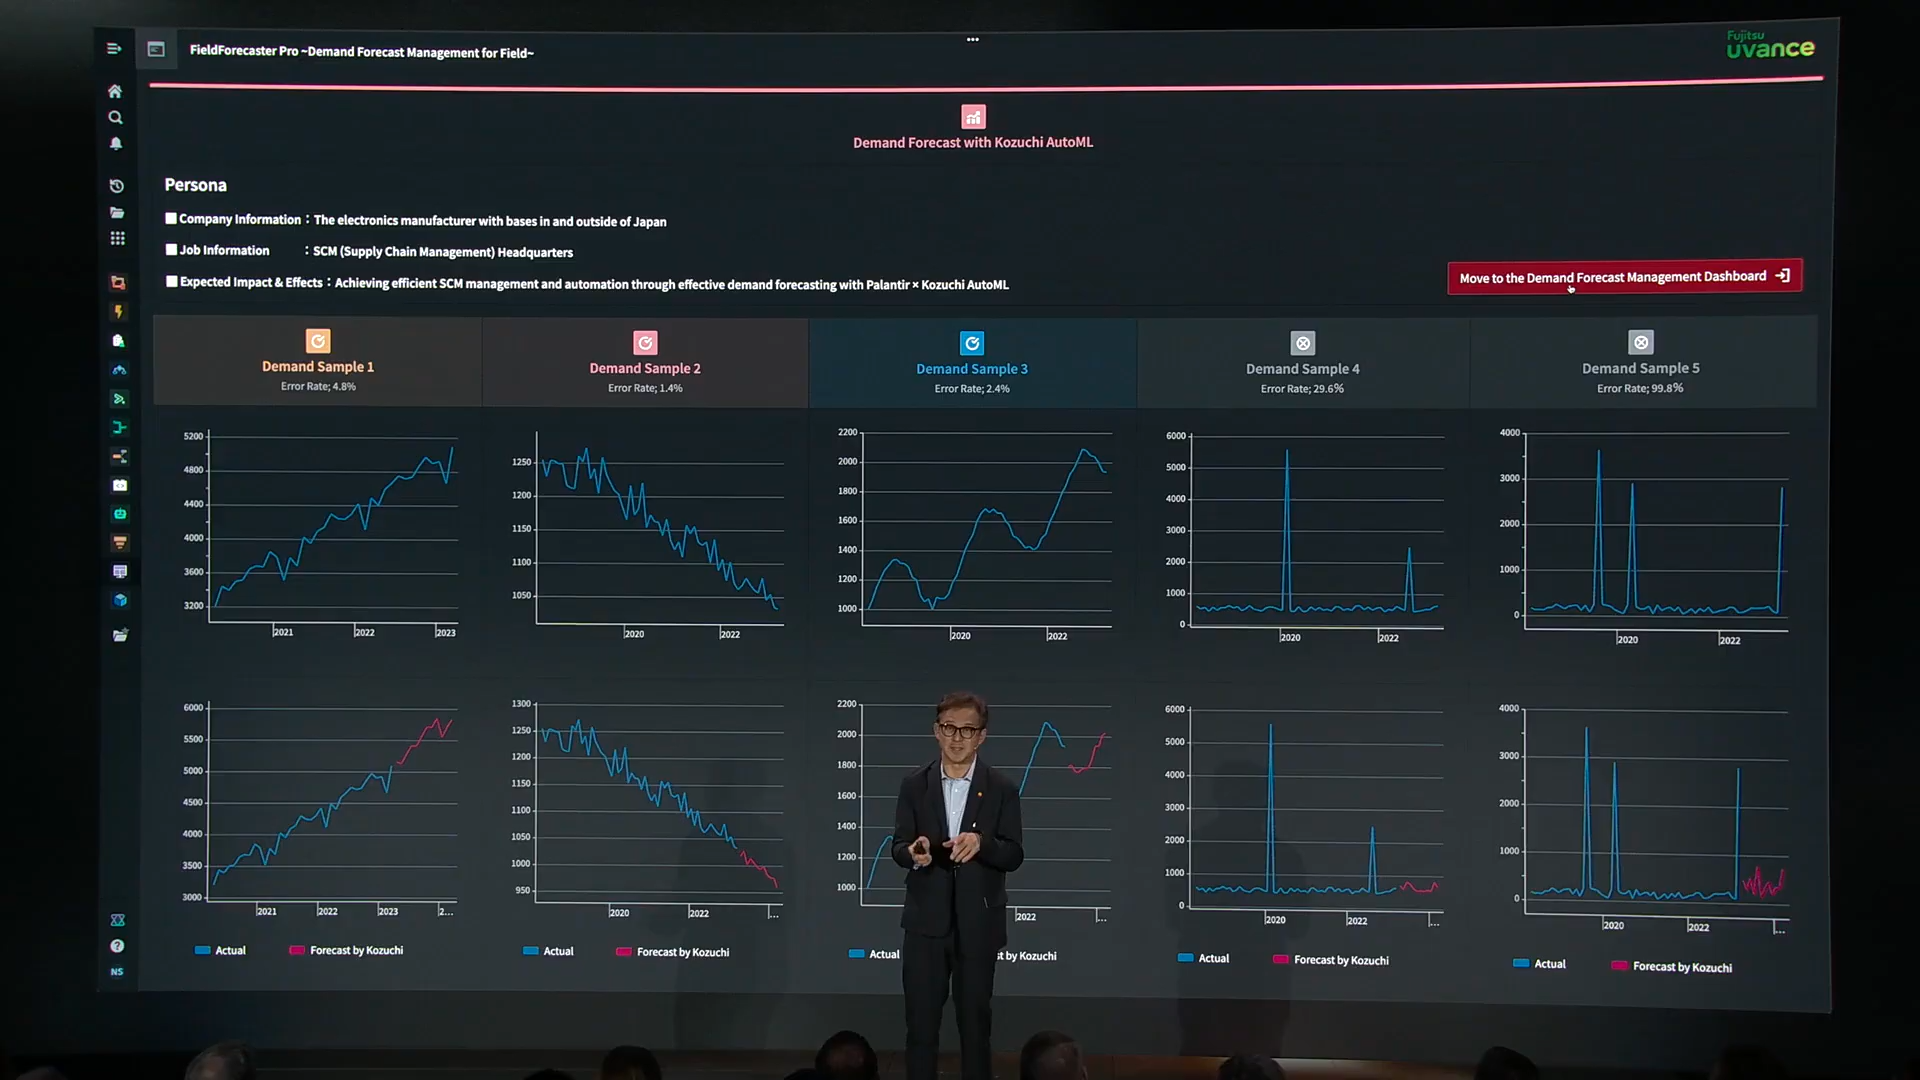 FieldForecaster Pro ~Demand Forecast Management for Field~
Fujitsu
uvance
Demand Forecast with Kozuchi AutoML
Persona
Company Information : The electronics manufacturer with bases in and outside of Japan
Job Information : SCM (Supply Chain Management) Headquarters
Expected Impact & Effects : Achieving efficient SCM management and automation through effective demand forecasting with Palantir × Kozuchi AutoML
Move to the Demand Forecast Management Dashboard
Demand Sample 1
Error Rate; 4.8%
Demand Sample 2
Error Rate; 1.4%
Demand Sample 3
Error Rate; 2.4%
Demand Sample 4
Error Rate; 29.6%
Demand Sample 5
Error Rate; 99.8%
5200
4800
4400
4000
3600
3200
2021 2022 2023
1250
1200
1150
1100
1050
2020 2022
2200
2000
1800
1600
1400
1200
1000
2020 2022
6000
5000
4000
3000
2000
1000
0
2020 2022
4000
3000
2000
1000
0
2020 2022
6000
5500
5000
4500
4000
3500
3000
2021 2022 2023 2...
Actual Forecast by Kozuchi
1300
1250
1200
1150
1100
1050
1000
950
2020 2022 ...
Actual Forecast by Kozuchi
2200
2000
1800
1600
1400
1200
1000
2022 ...
Actual st by Kozuchi
6000
5000
4000
3000
2000
1000
0
2020 2022 ...
Actual Forecast by Kozuchi
4000
3000
2000
1000
0
2020 2022 ...
Actual Forecast by Kozuchi
NS